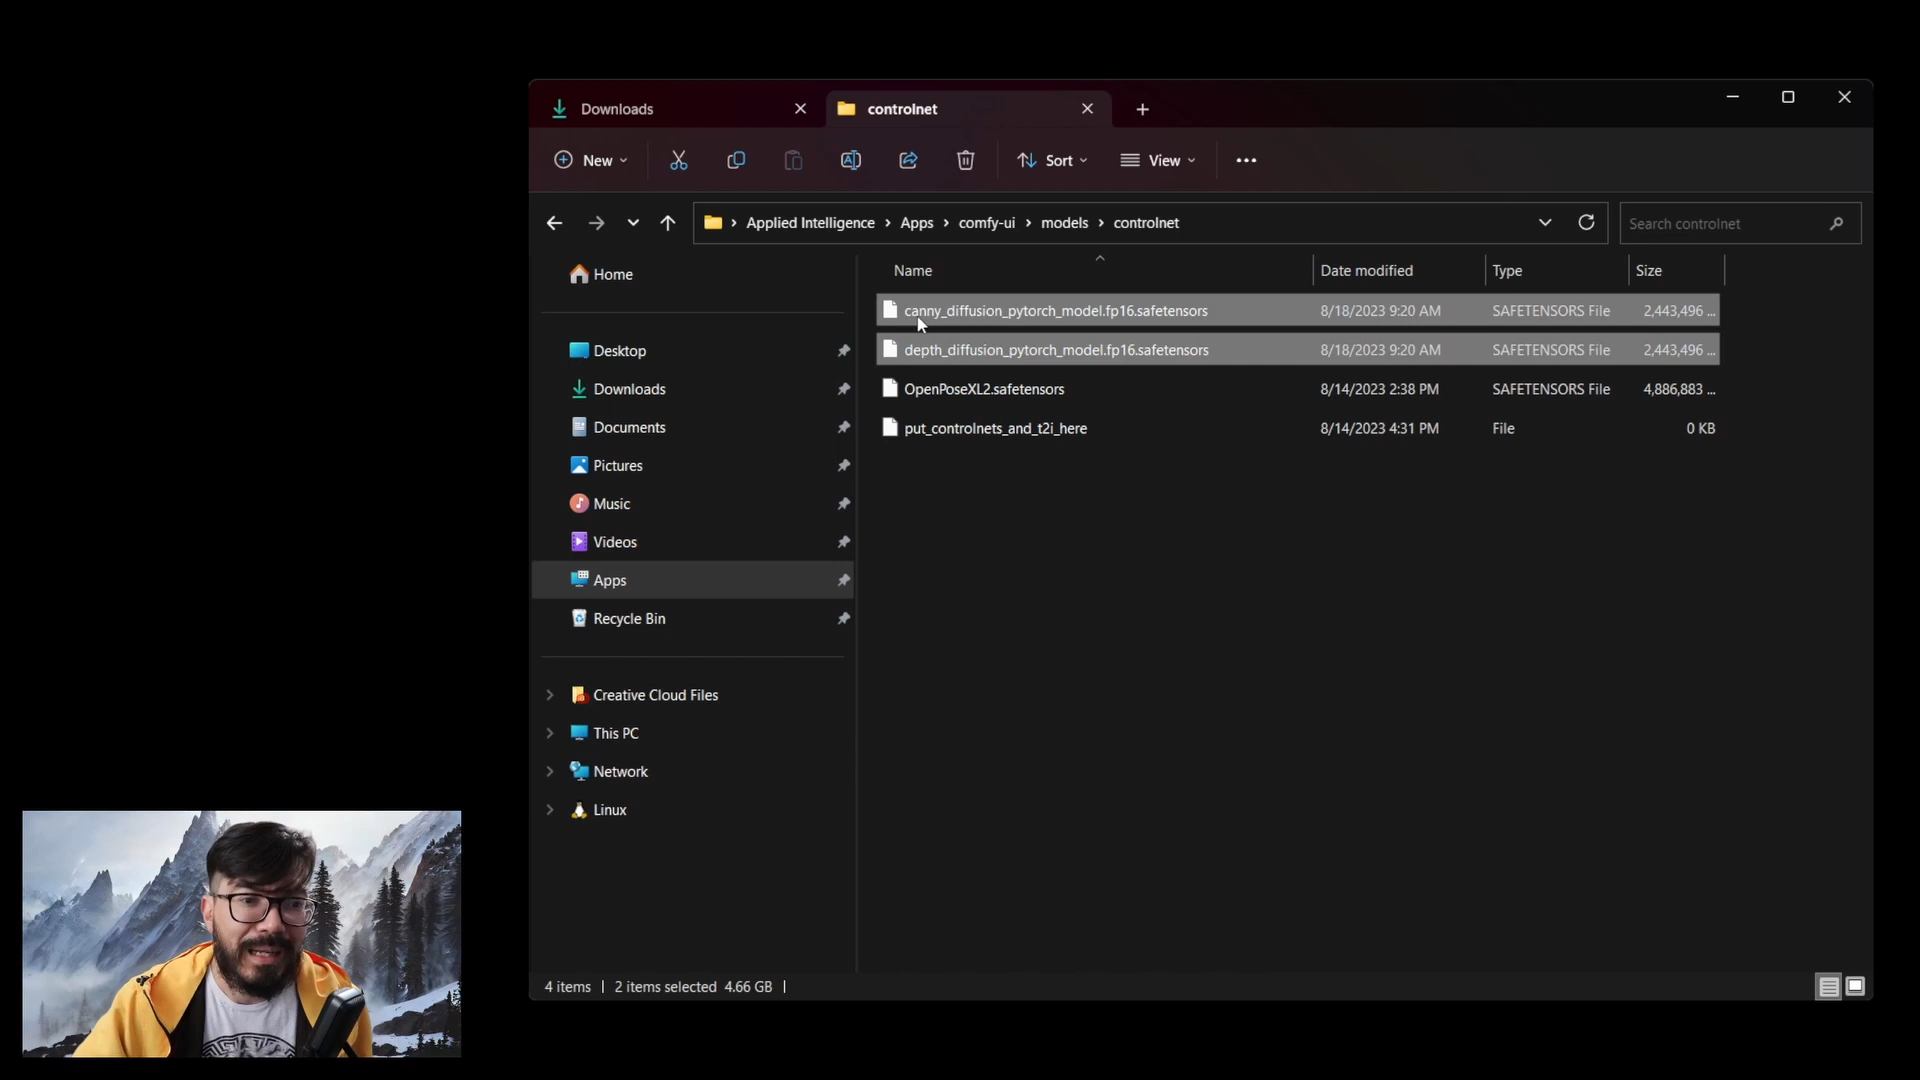 Downloads
controlnet
New
Sort
View
Applied Intelligence
Apps
comfy-ui
models
controlnet
Search controlnet
Name
Date modified
Type
Size
Home
canny_diffusion_pytorch_model.fp16.safetensors
8/18/2023 9:20 AM
SAFETENSORS File
2,443,496 ...
Desktop
depth_diffusion_pytorch_model.fp16.safetensors
8/18/2023 9:20 AM
SAFETENSORS File
2,443,496 ...
Downloads
OpenPoseXL2.safetensors
8/14/2023 2:38 PM
SAFETENSORS File
4,886,883 ...
Documents
put_controlnets_and_t2i_here
8/14/2023 4:31 PM
File
0 KB
Pictures
Music
Videos
Apps
Recycle Bin
Creative Cloud Files
This PC
Network
Linux
4 items
2 items selected 4.66 GB